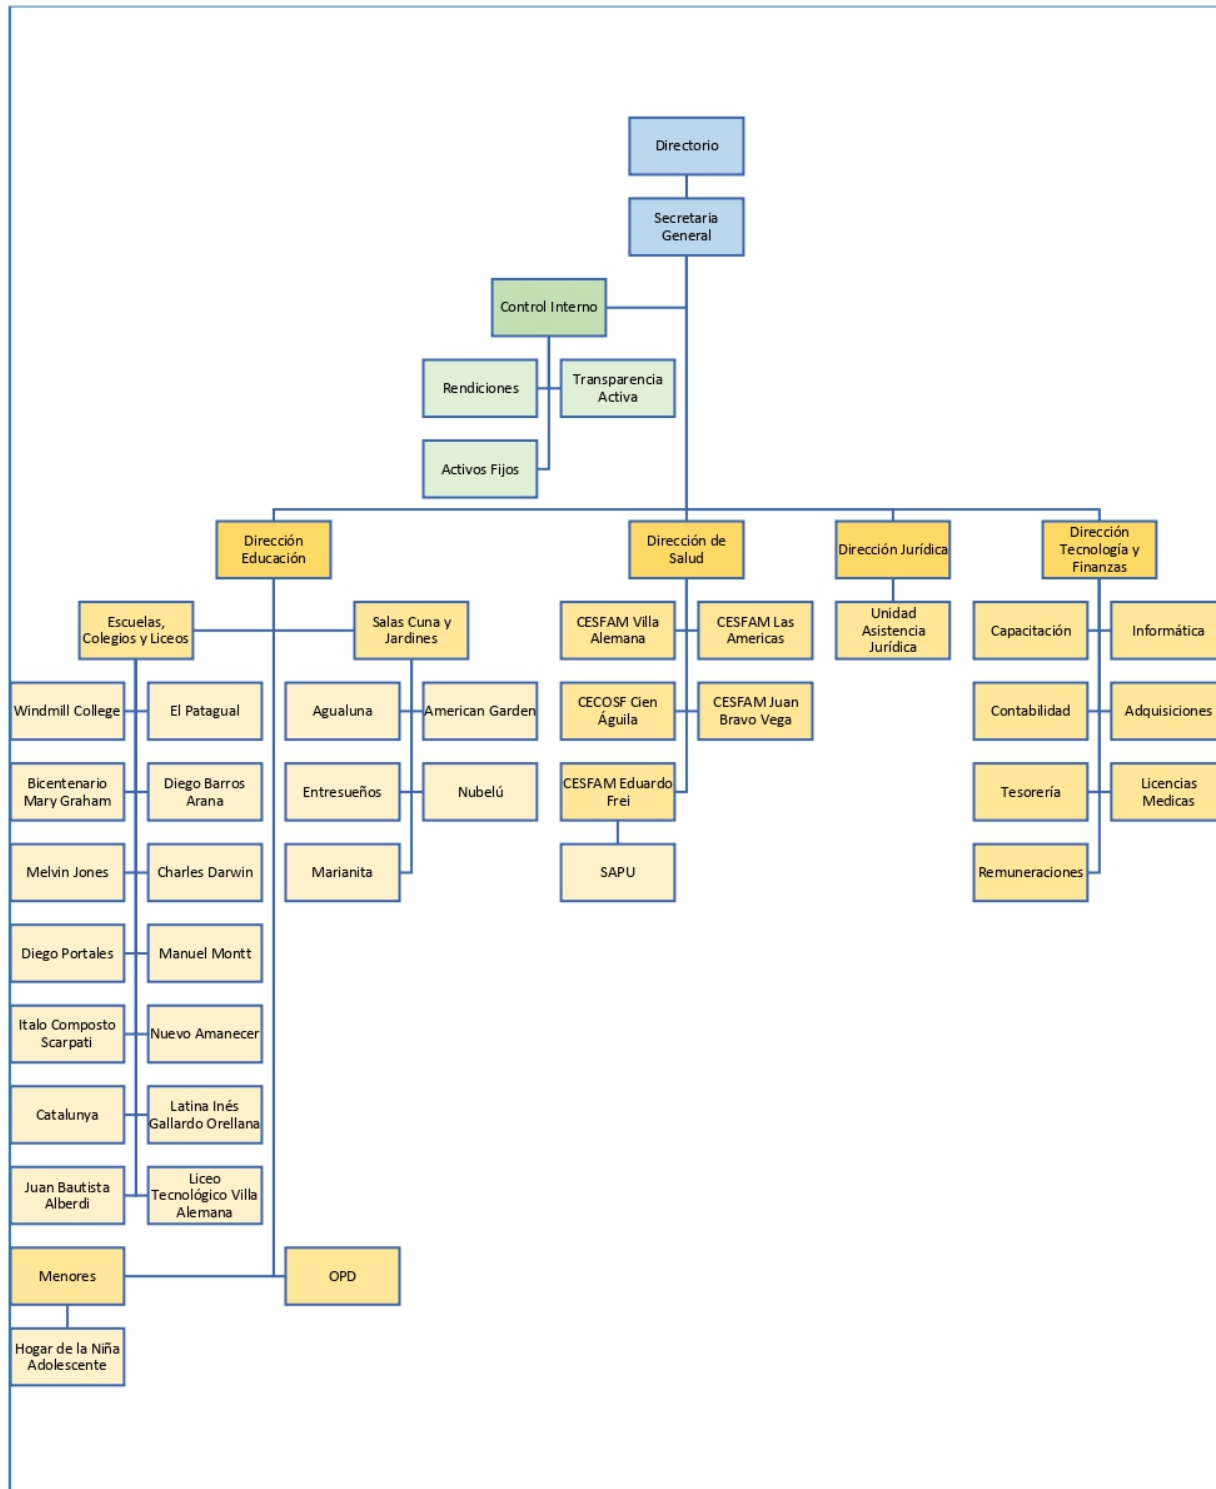 Directorio
Secretaria
General
Control Interno
Rendiciones
Transparencia
Activa
Activos Fijos
Dirección
Educación
Dirección de
Salud
Dirección Jurídica
Dirección
Tecnología y
Finanzas
Escuelas,
Colegios y Liceos
Salas Cuna y
Jardines
CESFAM Villa
Alemana
CESFAM Las
Americas
Unidad
Asistencia
Jurídica
Capacitación
Informática
Windmill College
El Patagual
Agualuna
American Garden
CECOSF Cien
Águila
CESFAM Juan
Bravo Vega
Contabilidad
Adquisiciones
Bicentenario
Mary Graham
Diego Barros
Arana
Entresueños
Nubelú
CESFAM Eduardo
Frei
Tesorería
Licencias
Medicas
Melvin Jones
Charles Darwin
Marianita
SAPU
Remuneraciones
Diego Portales
Manuel Montt
Italo Composto
Scarpati
Nuevo Amanecer
Catalunya
Latina Inés
Gallardo Orellana
Juan Bautista
Alberdi
Liceo
Tecnológico Villa
Alemana
Menores
OPD
Hogar de la Niña
Adolescente